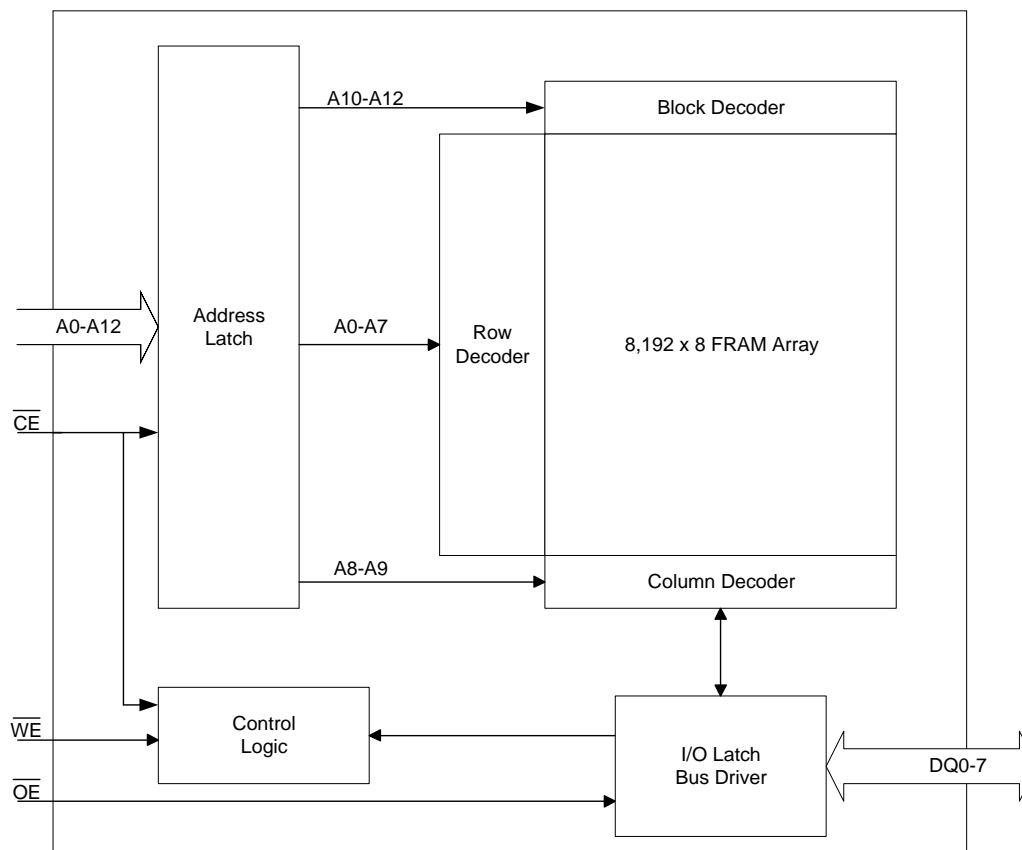 A10-A12
Block Decoder
A0-A12
Address
Latch
A0-A7
Row
Decoder
8,192 x 8 FRAM Array
CE
A8-A9
Column Decoder
WE
Control
Logic
I/O Latch
Bus Driver
DQ0-7
OE